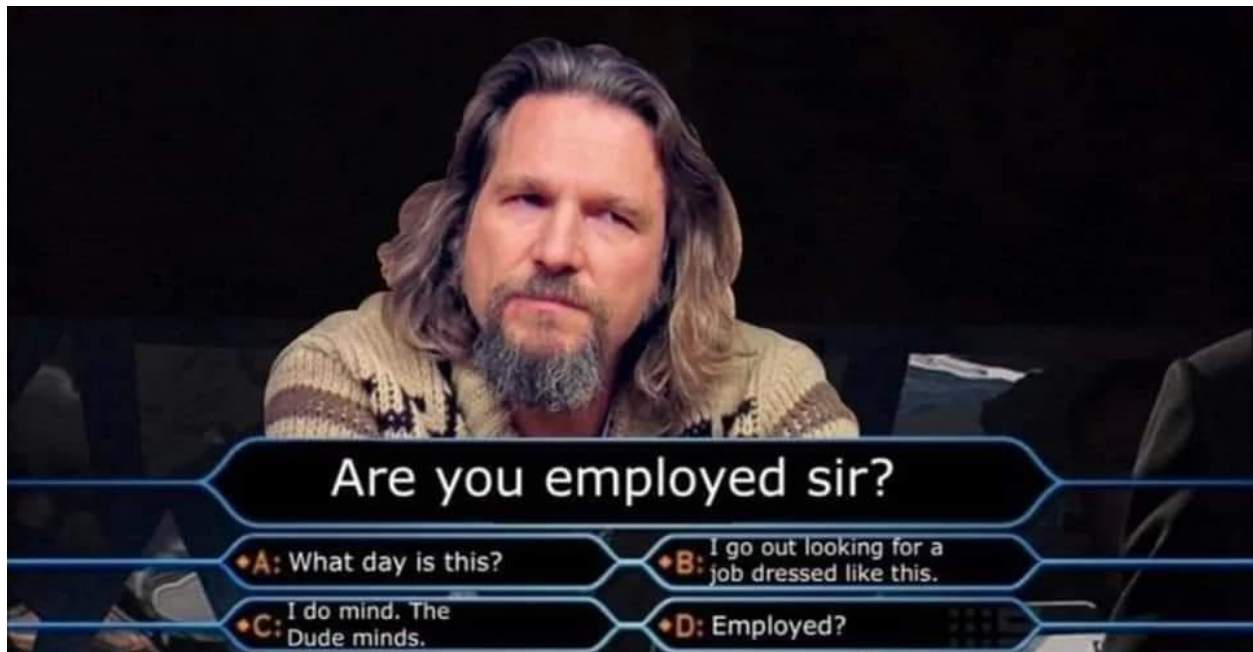 Are you employed sir?
A: What day is this?
B: I go out looking for a
job dressed like this.
C: I do mind. The
Dude minds.
D: Employed?